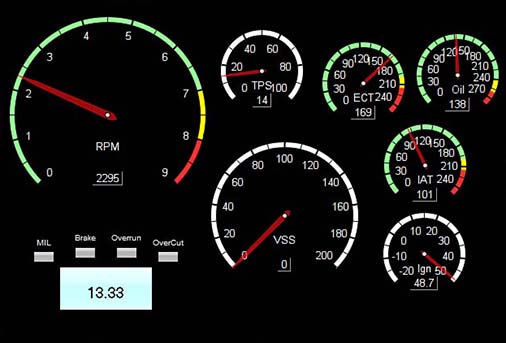 0 1 2 3 4 5 6 7 8 9
RPM
2295
0 20 40 60 80 100
TPS
14
0 30 60 90 120 150 180 210 240
ECT
169
0 30 60 90 120 150 180 210 240 270
Oil
138
0 20 40 60 80 100 120 140 160 180 200
VSS
0
0 30 60 90 120 150 180 210 240
IAT
101
-20 -10 0 10 20 30 40 50
Ign
48.7
MIL Brake Overrun OverCut
13.33